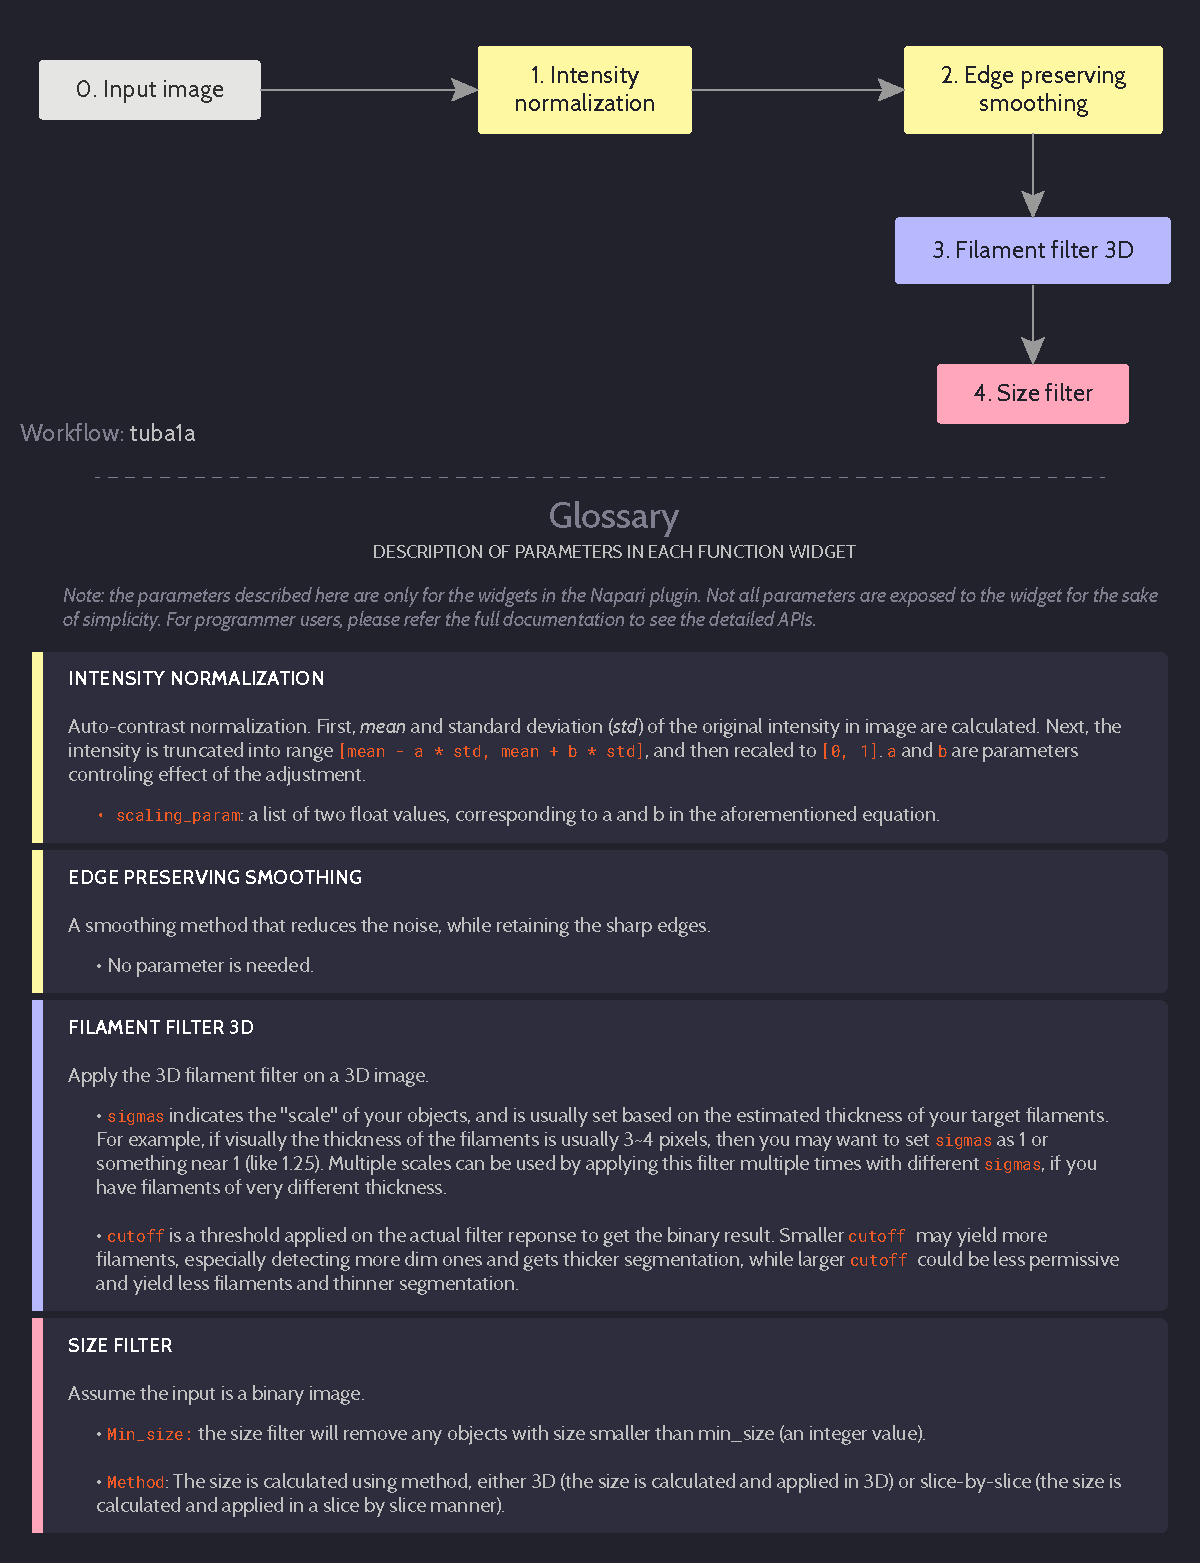 0. Input image
1. Intensity
normalization
2. Edge preserving
smoothing
3. Filament filter 3D
4. Size filter
Workflow: tuba1a
Glossary
DESCRIPTION OF PARAMETERS IN EACH FUNCTION WIDGET
Note: the parameters described here are only for the widgets in the Napari plugin. Not all parameters are exposed to the widget for the sake
of simplicity. For programmer users, please refer the full documentation to see the detailed APIs.
INTENSITY NORMALIZATION
Auto-contrast normalization. First, mean and standard deviation (std) of the original intensity in image are calculated. Next, the
intensity is truncated into range [mean - a * std, mean + b * std], and then recaled to [0, 1]. a and b are parameters
controling effect of the adjustment.
• scaling_param: a list of two float values, corresponding to a and b in the aforementioned equation.
EDGE PRESERVING SMOOTHING
A smoothing method that reduces the noise, while retaining the sharp edges.
• No parameter is needed.
FILAMENT FILTER 3D
Apply the 3D filament filter on a 3D image.
• sigmas indicates the "scale" of your objects, and is usually set based on the estimated thickness of your target filaments.
For example, if visually the thickness of the filaments is usually 3~4 pixels, then you may want to set sigmas as 1 or
something near 1 (like 1.25). Multiple scales can be used by applying this filter multiple times with different sigmas, if you
have filaments of very different thickness.
• cutoff is a threshold applied on the actual filter reponse to get the binary result. Smaller cutoff may yield more
filaments, especially detecting more dim ones and gets thicker segmentation, while larger cutoff could be less permissive
and yield less filaments and thinner segmentation.
SIZE FILTER
Assume the input is a binary image.
• Min_size: the size filter will remove any objects with size smaller than min_size (an integer value).
• Method: The size is calculated using method, either 3D (the size is calculated and applied in 3D) or slice-by-slice (the size is
calculated and applied in a slice by slice manner).